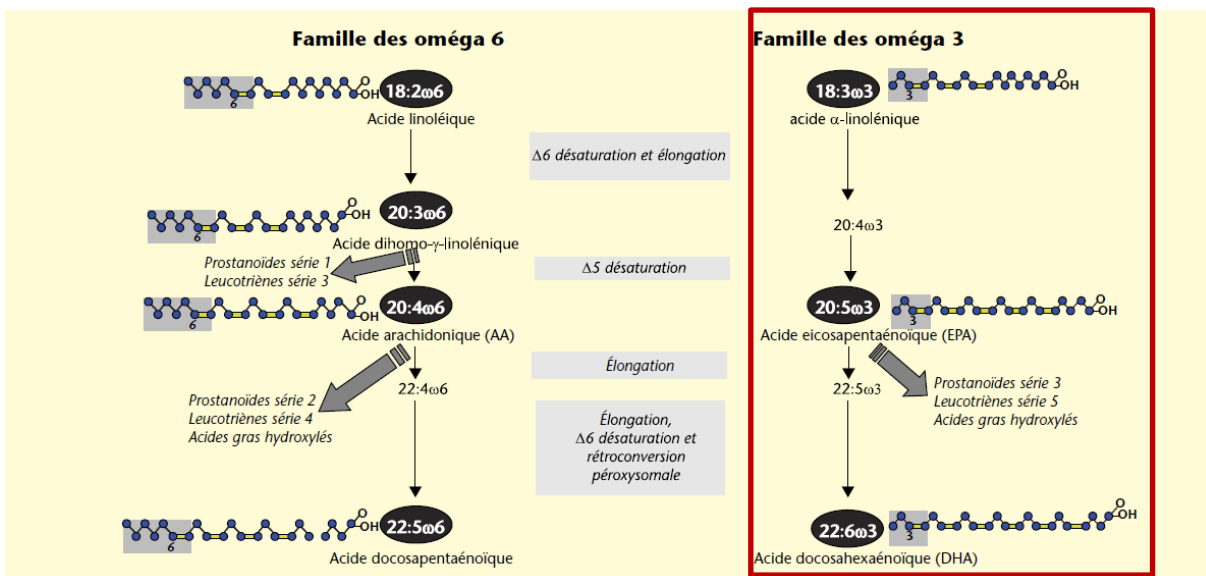 Famille des oméga 6
O
OH
6
18:2ω6
Acide linoléique
O
OH
6
20:3ω6
Acide dihomo-γ-linolénique
Prostanoïdes série 1
Leucotriènes série 3
O
OH
6
20:4ω6
Acide arachidonique (AA)
22:4ω6
Prostanoïdes série 2
Leucotriènes série 4
Acides gras hydroxylés
O
OH
6
22:5ω6
Acide docosapentaénoïque
Δ6 désaturation et élongation
Δ5 désaturation
Élongation
Élongation,
Δ6 désaturation et
rétroconversion
péroxysomale
Famille des oméga 3
18:3ω3
3
O
OH
acide α-linolénique
20:4ω3
20:5ω3
3
O
OH
Acide eicosapentaénoïque (EPA)
22:5ω3
Prostanoïdes série 3
Leucotriènes série 5
Acides gras hydroxylés
22:6ω3
3
O
OH
Acide docosahexaénoïque (DHA)